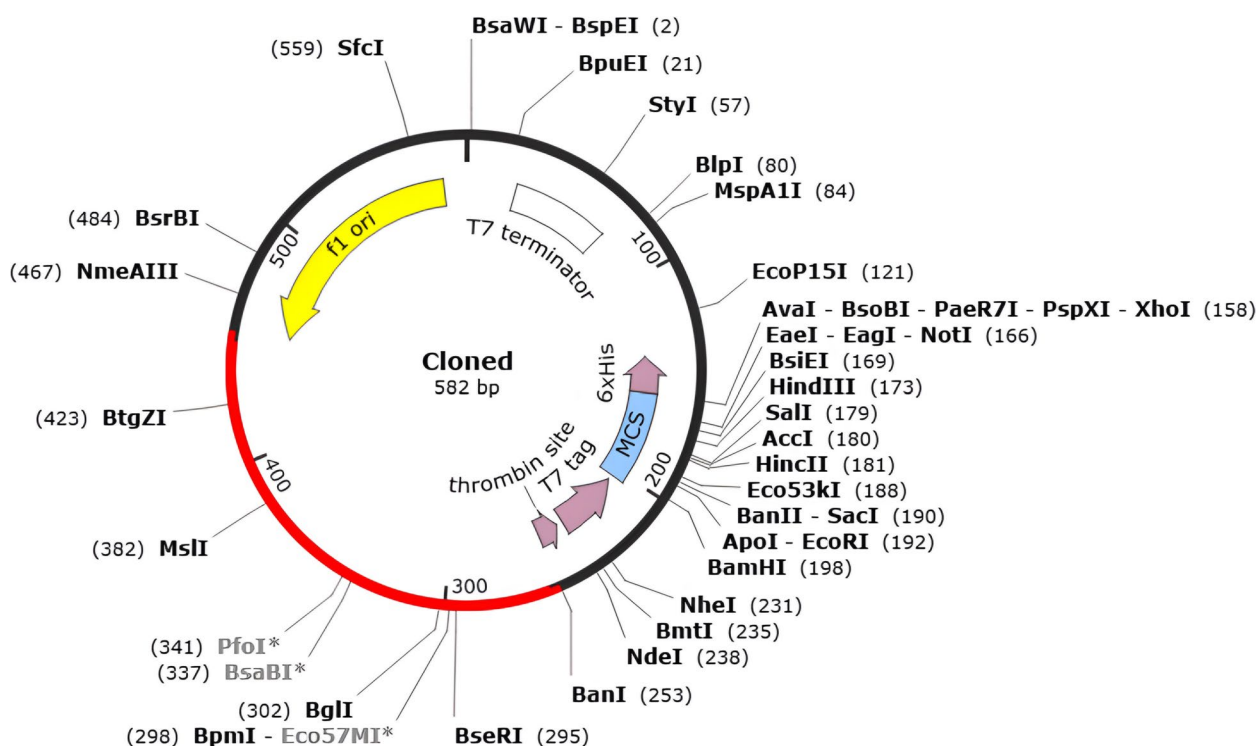 BsaWI - BspEI (2)
(559) SfcI
BpuEI (21)
StyI (57)
BlpI (80)
MspA1I (84)
f1 ori
T7 terminator
(484) BsrBI
500
100
(467) NmeAIII
EcoP15I (121)
AvaI - BsoBI - PaeR7I - PspXI - XhoI (158)
EaeI - EagI - NotI (166)
BsiEI (169)
HindIII (173)
SalI (179)
AccI (180)
HincII (181)
Eco53kI (188)
BanII - SacI (190)
ApoI - EcoRI (192)
BamHI (198)
Cloned
582 bp
6xHis
MCS
T7 tag
thrombin site
200
(423) BtgZI
400
(382) MslI
300
NheI (231)
BmtI (235)
NdeI (238)
BanI (253)
(341) PfoI*
(337) BsaBI*
(302) BglI
(298) BpmI - Eco57MI*
BseRI (295)